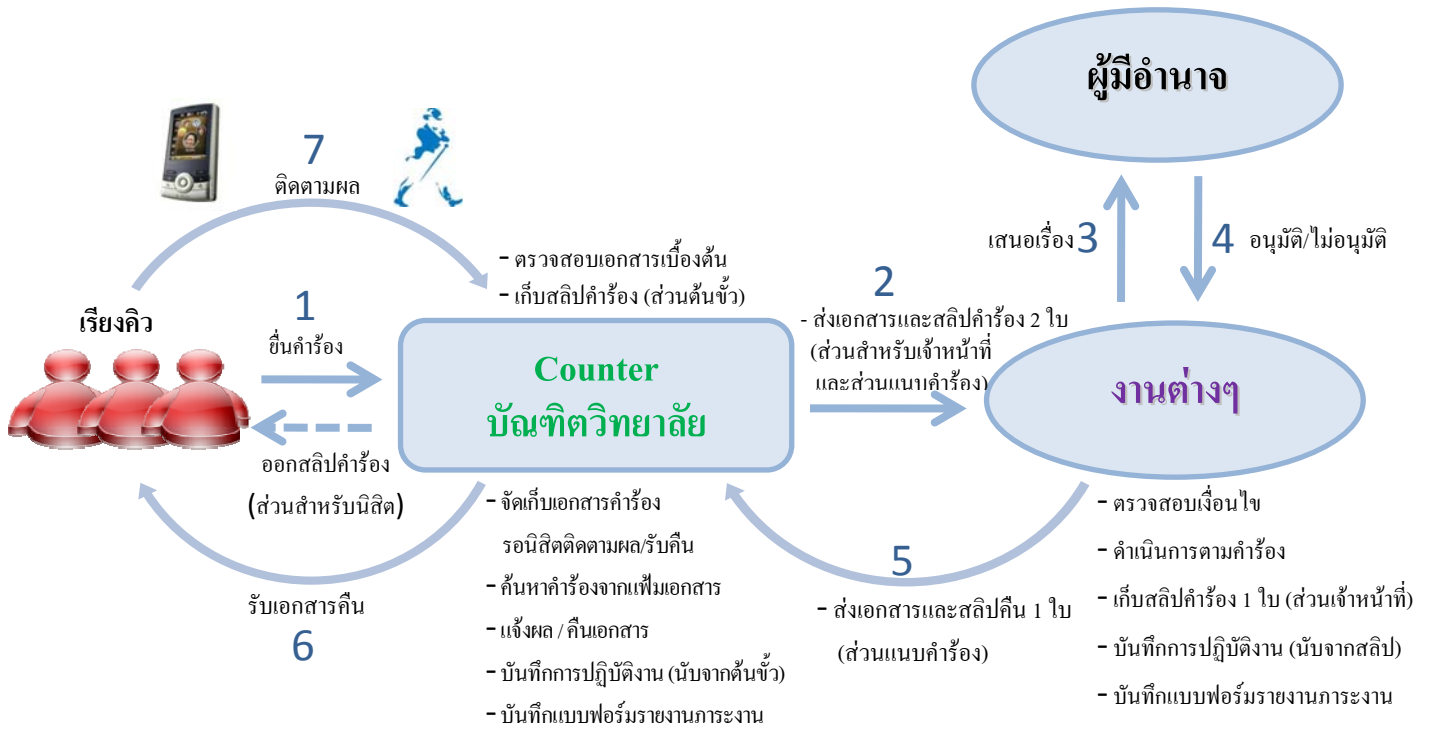 ผู้มีอำนาจ
7
ติดตามผล
เสนอเรื่อง 3
4 อนุมัติ/ไม่อนุมัติ
- ตรวจสอบเอกสารเบื้องต้น
- เก็บสลิปคำร้อง (ส่วนต้นขั้ว)
เรียงคิว
1
ยื่นคำร้อง
2
- ส่งเอกสารและสลิปคำร้อง 2 ใบ
(ส่วนสำหรับเจ้าหน้าที่
และส่วนแนบคำร้อง)
Counter
บัณฑิตวิทยาลัย
งานต่างๆ
ออกสลิปคำร้อง
(ส่วนสำหรับนิสิต)
- จัดเก็บเอกสารคำร้อง
รอนิสิตติดตามผล/รับคืน
- ค้นหาคำร้องจากแฟ้มเอกสาร
- แจ้งผล / คืนเอกสาร
- บันทึกการปฏิบัติงาน (นับจากต้นขั้ว)
- บันทึกแบบฟอร์มรายงานภาระงาน
รับเอกสารคืน
6
5
- ส่งเอกสารและสลิปคืน 1 ใบ
(ส่วนแนบคำร้อง)
- ตรวจสอบเงื่อนไข
- ดำเนินการตามคำร้อง
- เก็บสลิปคำร้อง 1 ใบ (ส่วนเจ้าหน้าที่)
- บันทึกการปฏิบัติงาน (นับจากสลิป)
- บันทึกแบบฟอร์มรายงานภาระงาน